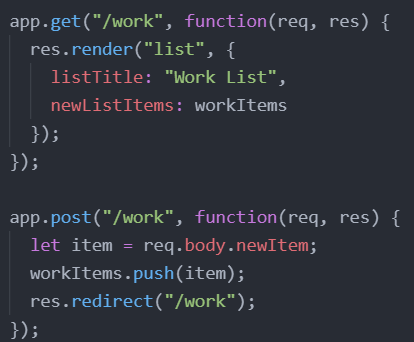 app.get("/work", function(req, res) {
  res.render("list", {
    listTitle: "Work List",
    newListItems: workItems
  });
});

app.post("/work", function(req, res) {
  let item = req.body.newItem;
  workItems.push(item);
  res.redirect("/work");
});